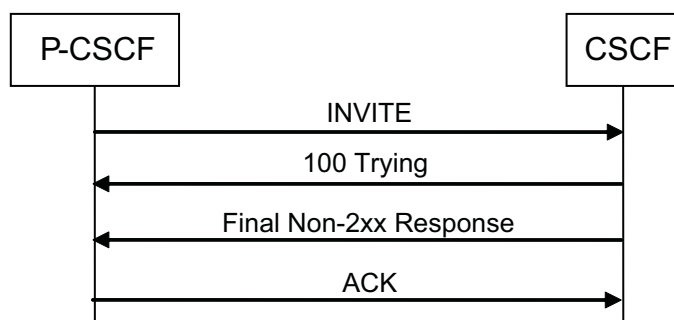 P-CSCF
CSCF
INVITE
100 Trying
Final Non-2xx Response
ACK